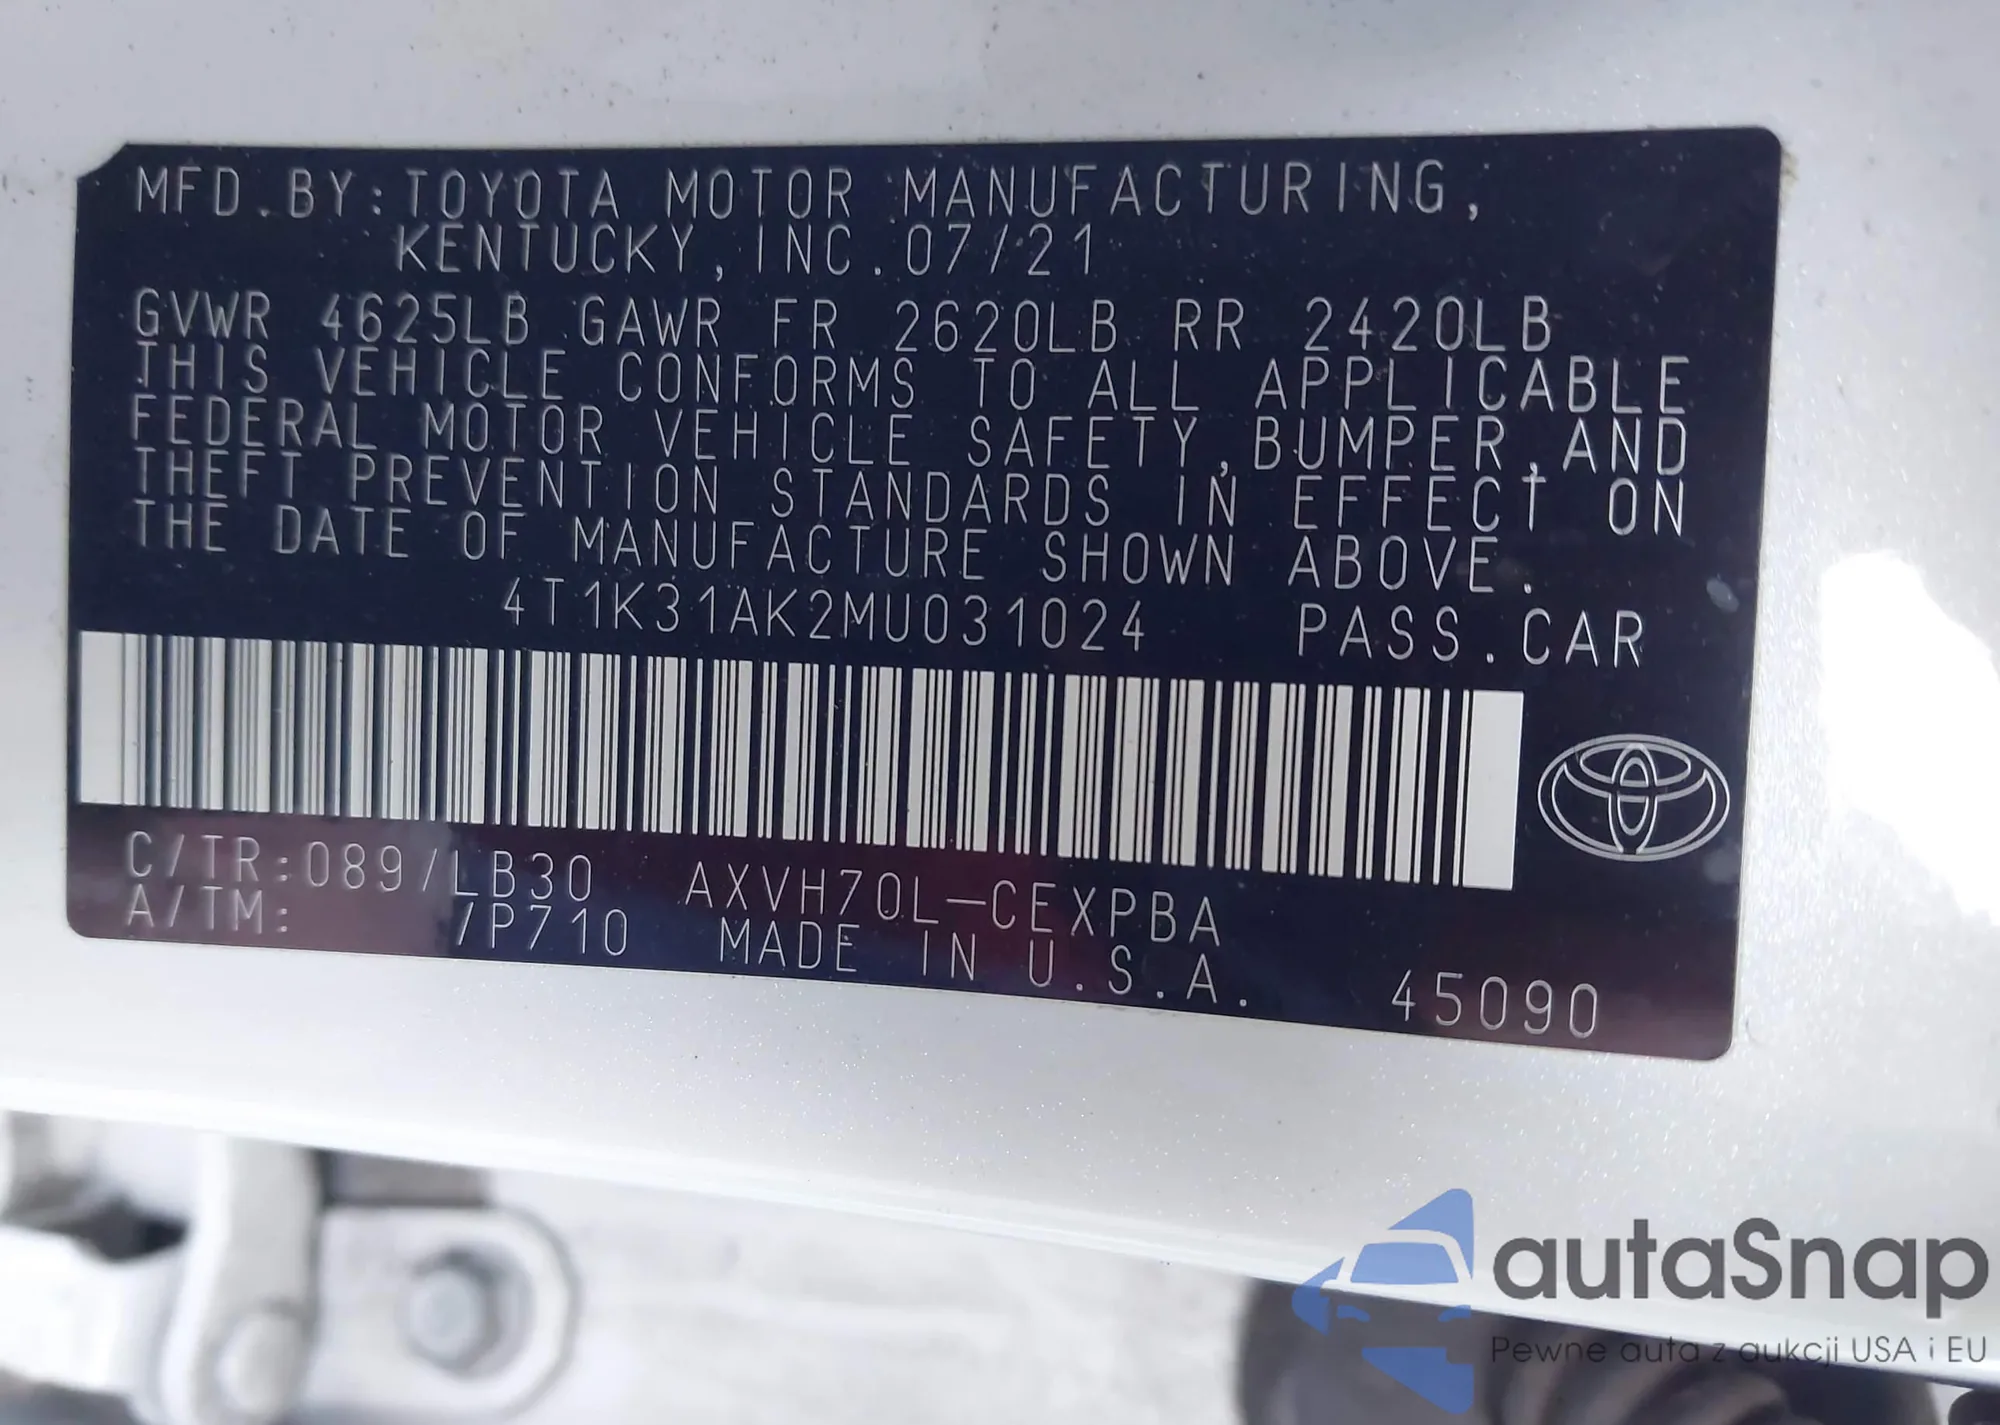 MFD.BY:TOYOTA MOTOR MANUFACTURING,
KENTUCKY, INC.07/21
GVWR 4625LB GAWR FR 2620LB RR 2420LB
THIS VEHICLE CONFORMS TO ALL APPLICABLE
FEDERAL MOTOR VEHICLE SAFETY,BUMPER,AND
THEFT PREVENTION STANDARDS IN EFFECT ON
THE DATE OF MANUFACTURE SHOWN ABOVE.
4T1K31AK2MU031024 PASS.CAR
C/TR:089/LB30 AXVH70L-CEXPBA
A/TM: /P710 MADE IN U.S.A. 45090
autaSnap
Pewne auta z aukcji USA i EU